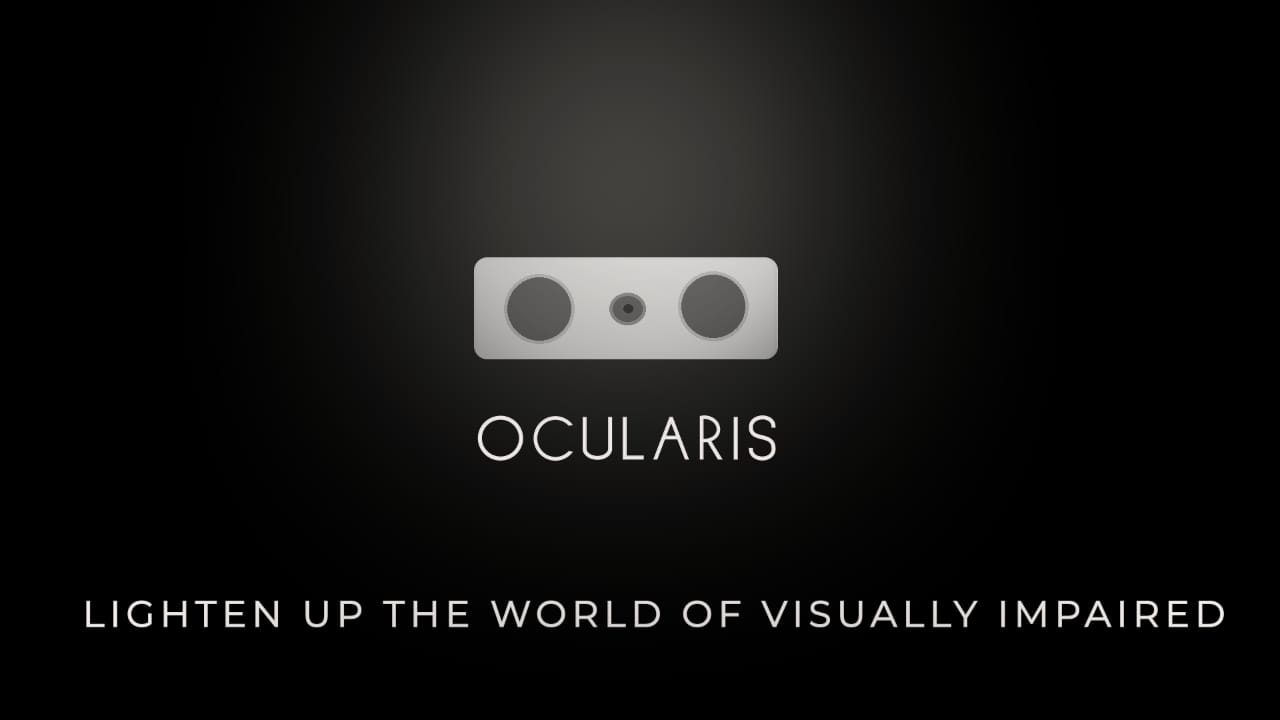 OCULARIS
LIGHTEN UP THE WORLD OF VISUALLY IMPAIRED